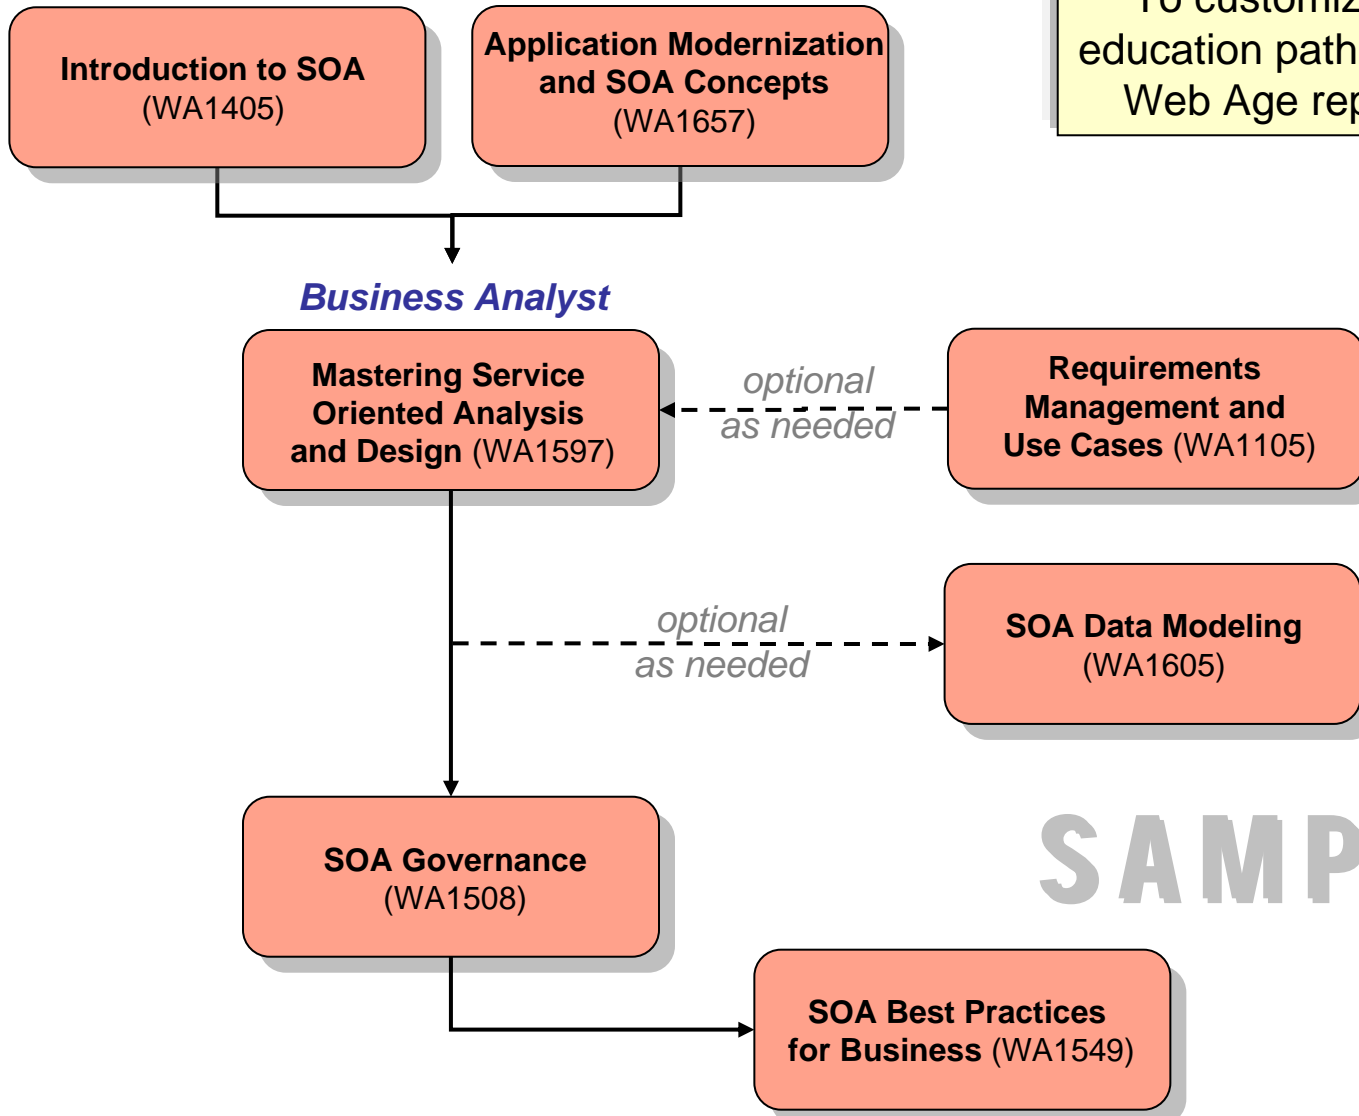 Introduction to SOA
(WA1405)
Application Modernization
and SOA Concepts
(WA1657)
education path
Web Age
Business Analyst
Mastering Service
Oriented Analysis
and Design (WA1597)
optional
as needed
Requirements
Management and
Use Cases (WA1105)
optional
as needed
SOA Data Modeling
(WA1605)
SOA Governance
(WA1508)
SAMP
SOA Best Practices
for Business (WA1549)